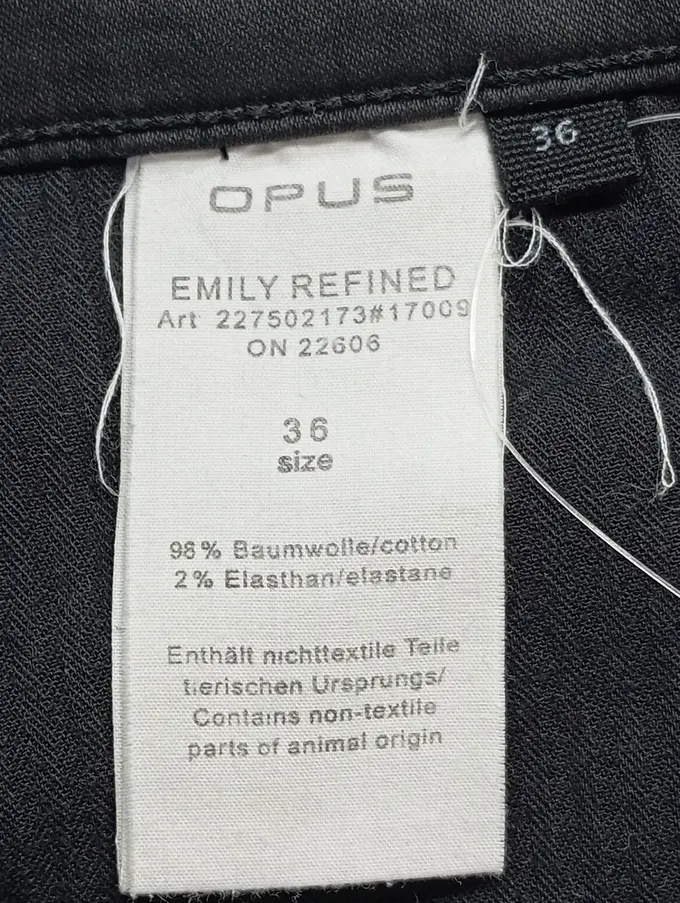 OPUS
36
EMILY REFINED
Art 227502173#17009
ON 22606
36
size
98% Baumwolle/cotton
2% Elasthan/elastane
Enthält nichttextile Teile
tierischen Ursprungs/
Contains non-textile
parts of animal origin